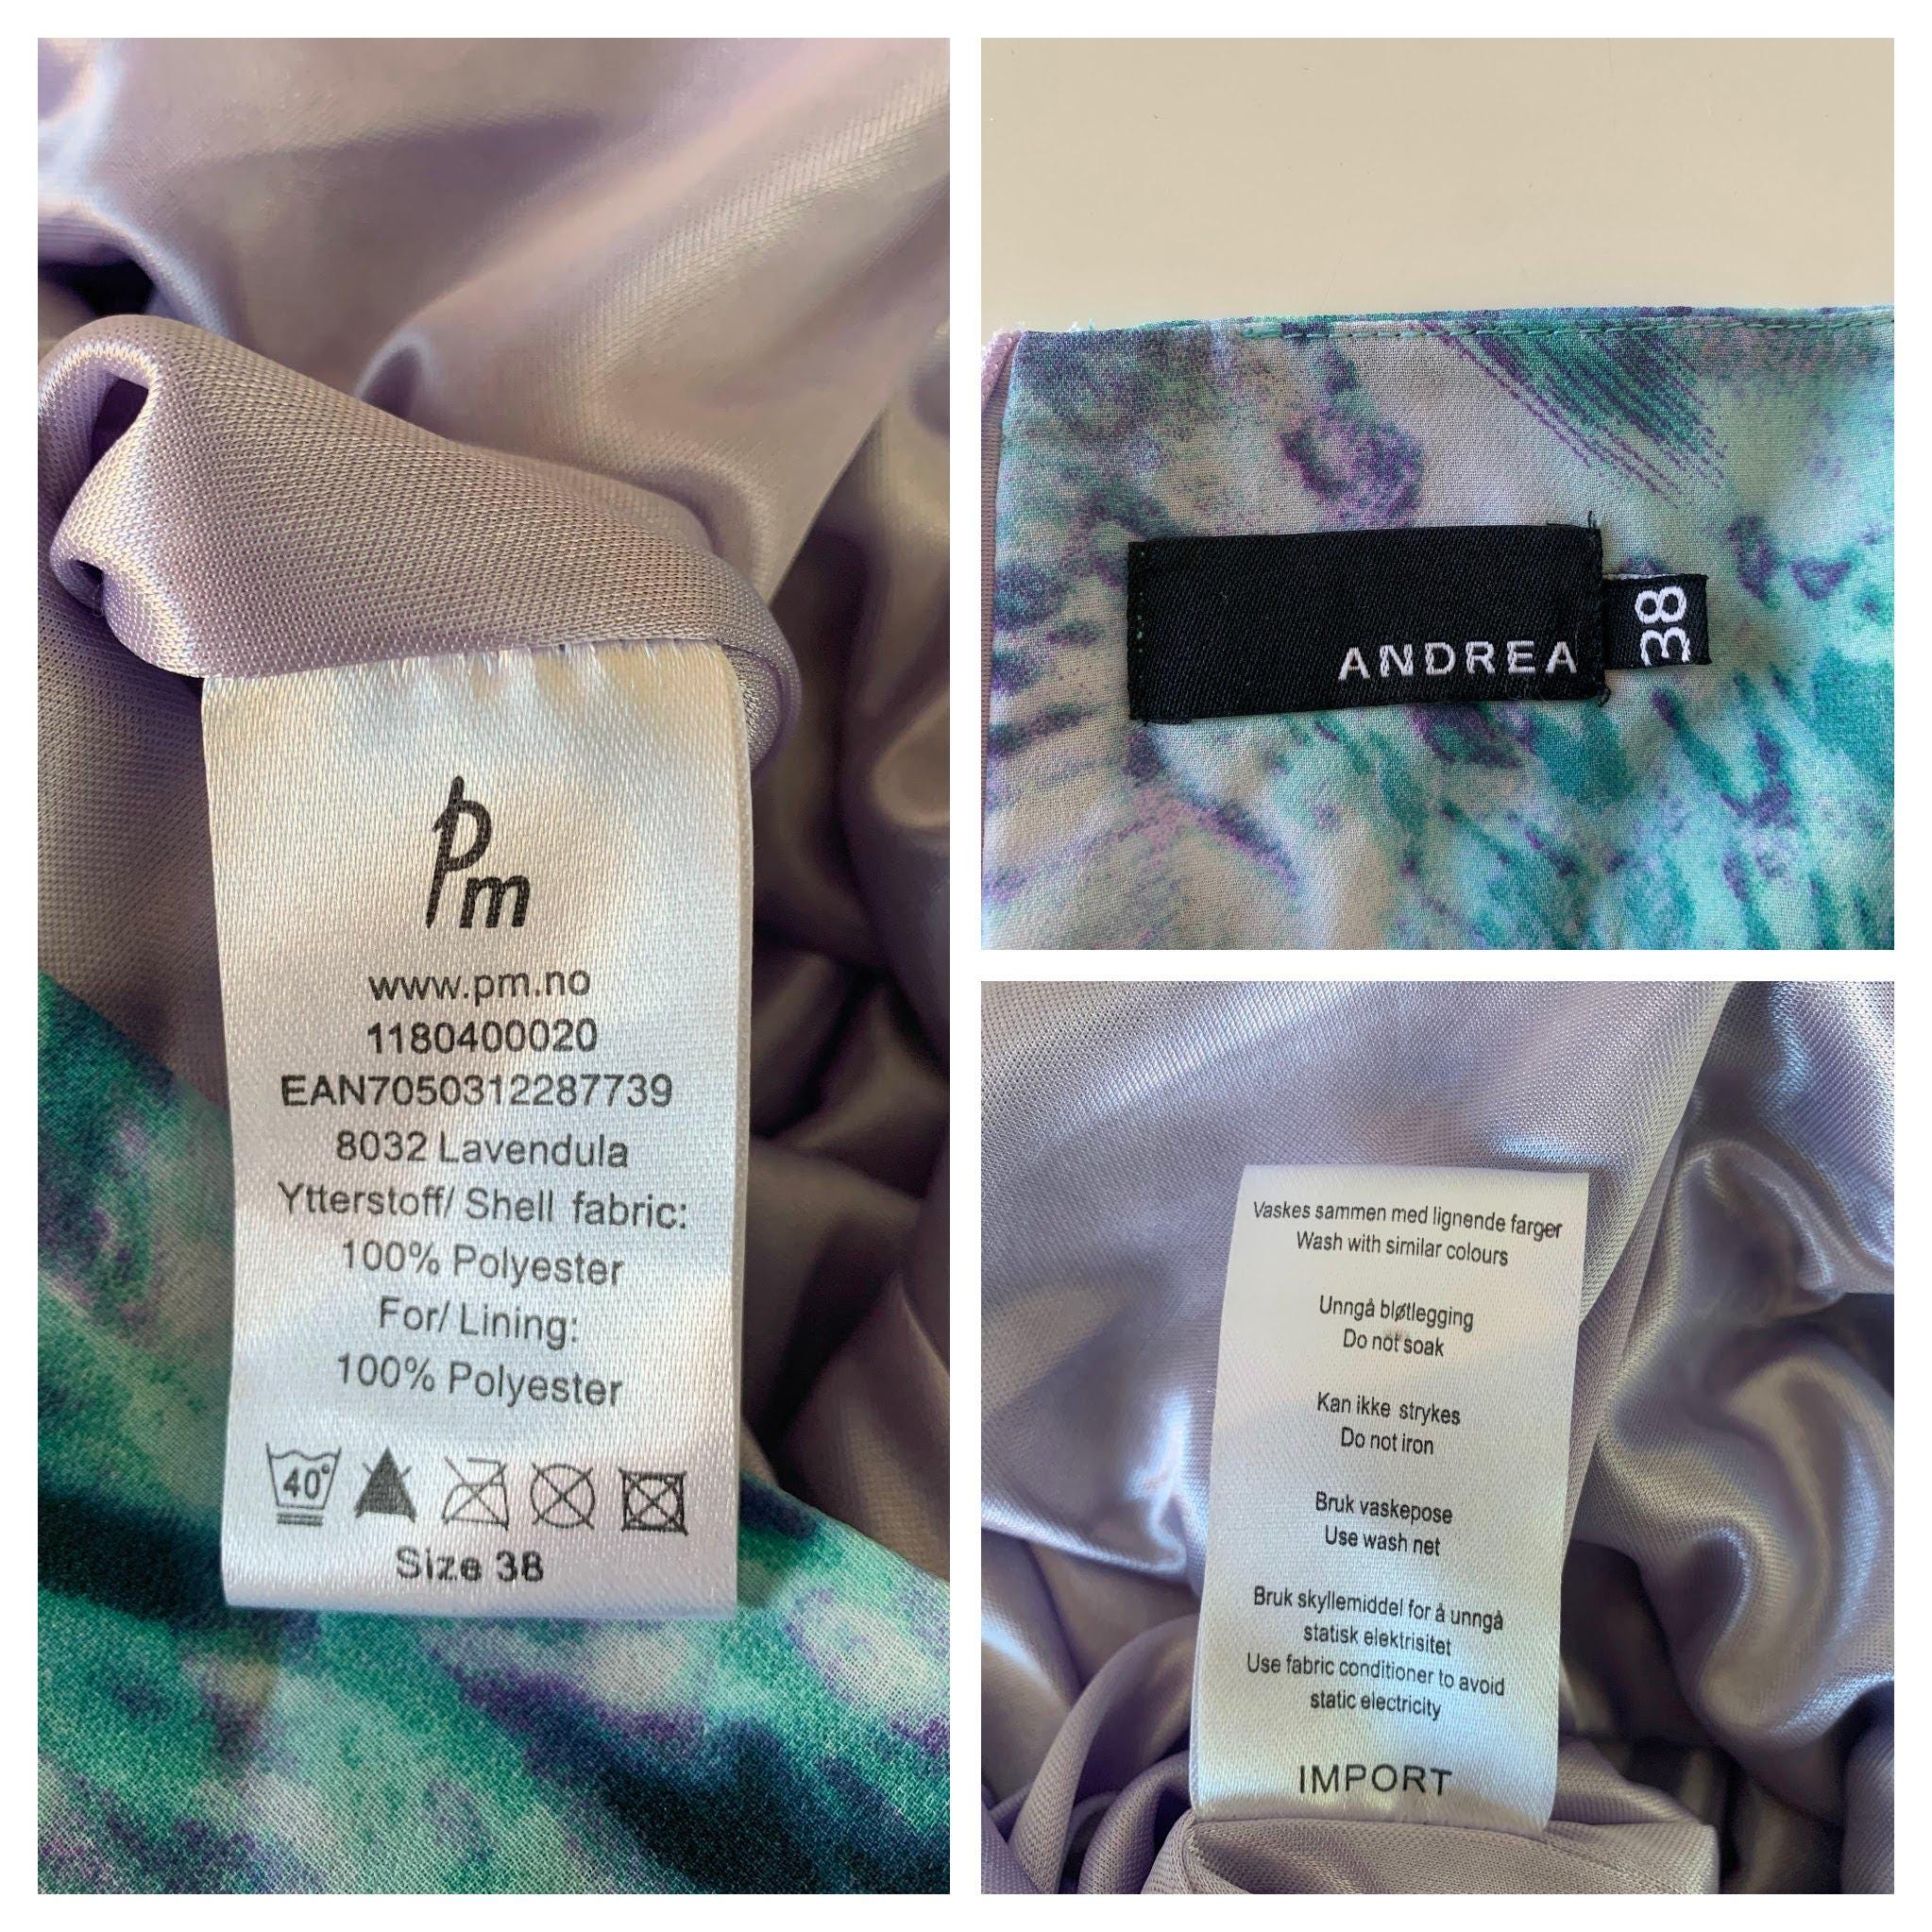 Pm
www.pm.no
1180400020
EAN7050312287739
8032 Lavendula
Ytterstoff/ Shell fabric:
100% Polyester
For/ Lining:
100% Polyester
40°
Size 38
ANDREA
38
Vaskes sammen med lignende farger
Wash with similar colours
Unngå bløtlegging
Do not soak
Kan ikke strykes
Do not iron
Bruk vaskepose
Use wash net
Bruk skyllemiddel for å unngå
statisk elektrisitet
Use fabric conditioner to avoid
static electricity
IMPORT